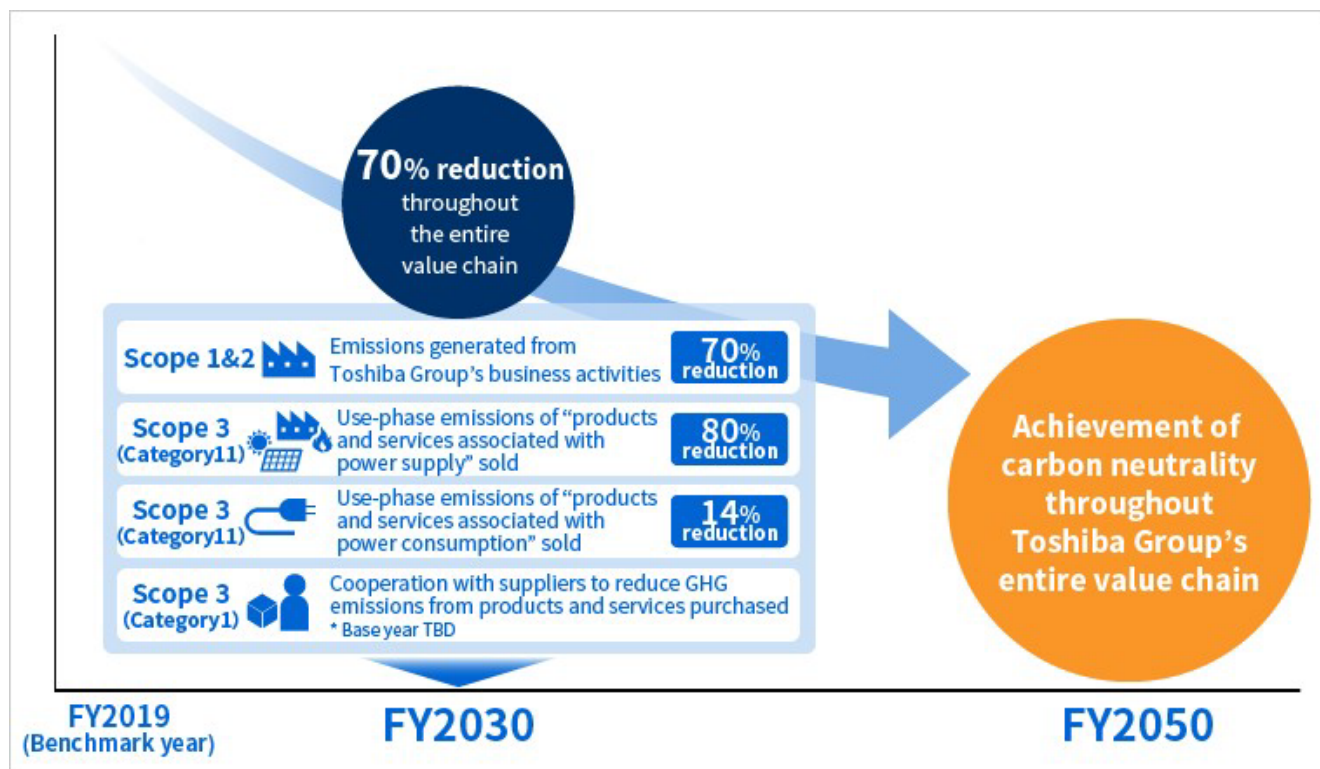 70% reduction
throughout
the entire
value chain
Scope 1&2
Emissions generated from
Toshiba Group's business activities
70%
reduction
Scope 3
(Category11)
Use-phase emissions of “products
and services associated with
power supply” sold
80%
reduction
Scope 3
(Category11)
Use-phase emissions of “products
and services associated with
power consumption” sold
14%
reduction
Scope 3
(Category1)
Cooperation with suppliers to reduce GHG
emissions from products and services purchased
* Base year TBD
Achievement of
carbon neutrality
throughout
Toshiba Group's
entire value chain
FY2019
(Benchmark year)
FY2030
FY2050